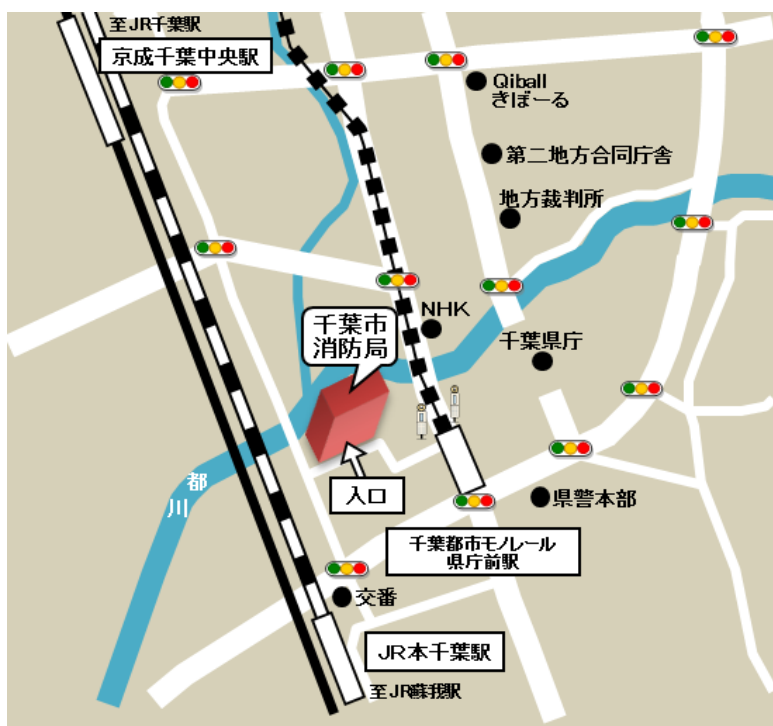 至JR千葉駅
京成千葉中央駅
Qiball
きぼーる
第二地方合同庁舎
地方裁判所
NHK
千葉市
消防局
千葉県庁
都
川
入口
県警本部
千葉都市モノレール
県庁前駅
交番
JR本千葉駅
至JR蘇我駅